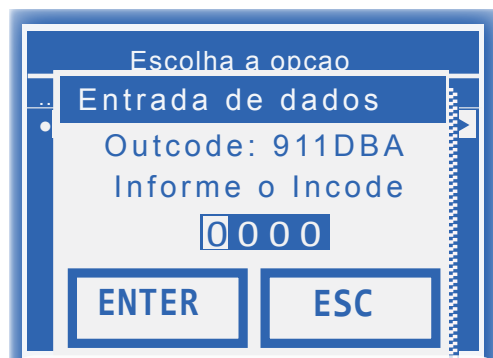 Escolha a opcao
Entrada de dados
Outcode: 911DBA
Informe o Incode
0000
ENTER ESC